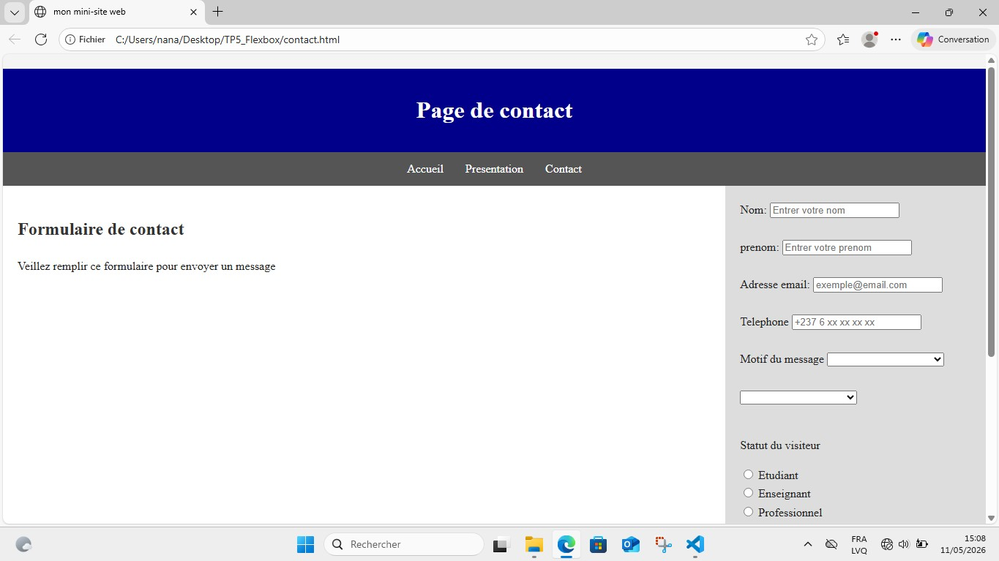 mon mini-site web
Fichier C:/Users/nana/Desktop/TP5_Flexbox/contact.html
Conversation
Page de contact
Accueil Presentation Contact
Formulaire de contact
Veillez remplir ce formulaire pour envoyer un message
Nom: Entrer votre nom
prenom: Entrer votre prenom
Adresse email: exemple@email.com
Telephone +237 6 xx xx xx xx
Motif du message
Statut du visiteur
Etudiant
Enseignant
Professionnel
Rechercher
FRA
LVQ
15:08
11/05/2026